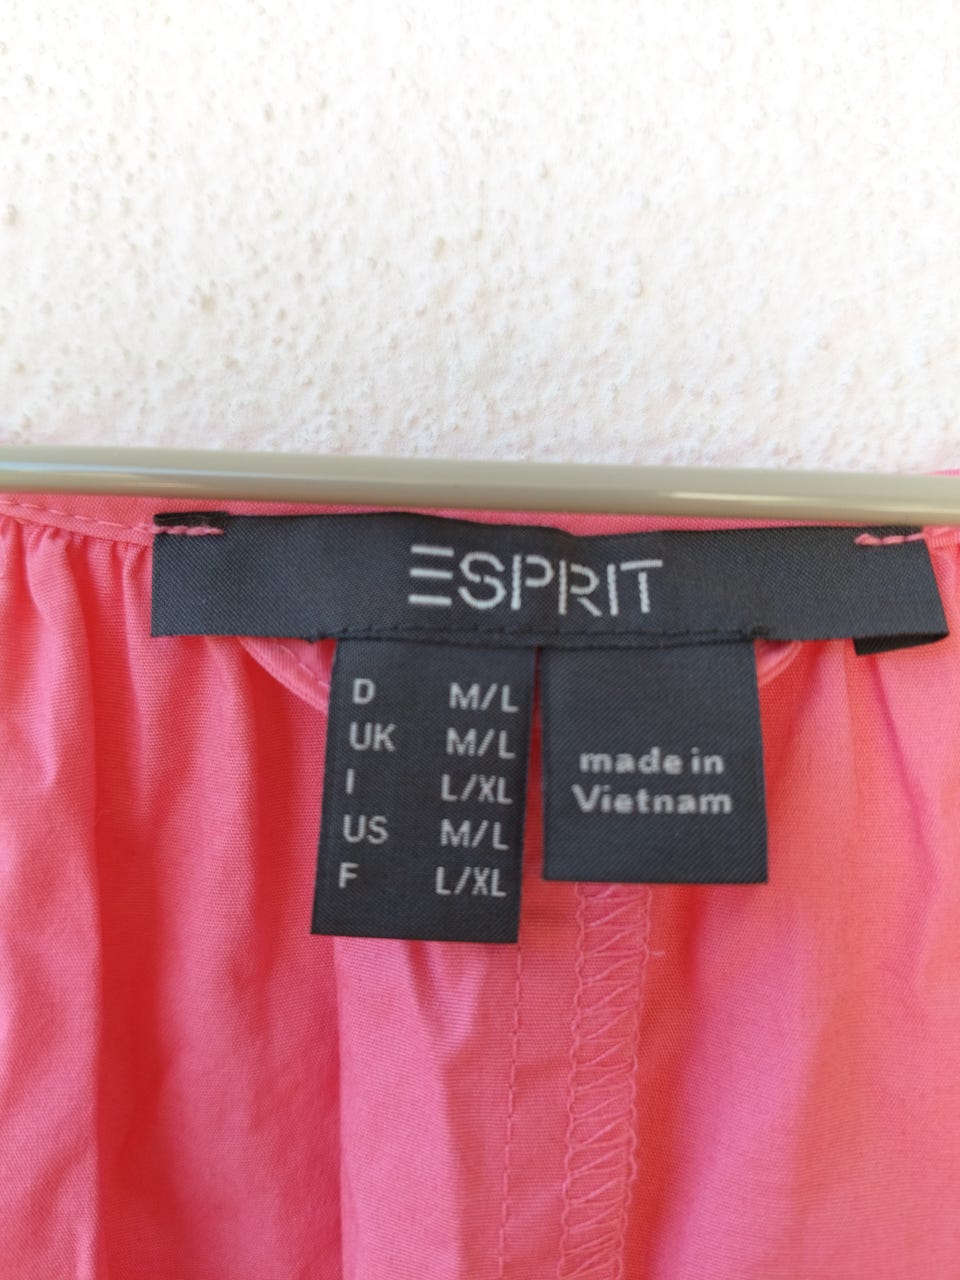 ESPRIT
D M/L
UK M/L
I L/XL
US M/L
F L/XL
made in
Vietnam